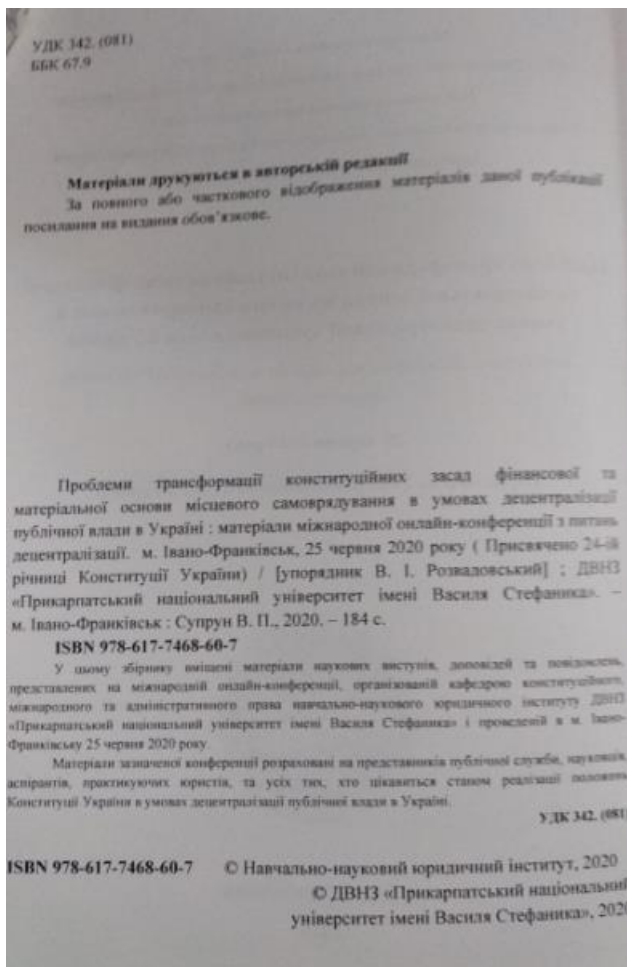 УДК 342. (081)
ББК 67.9
Матеріали друкуються в авторській редакції
За повного або часткового відображення матеріалів даної публікації
посилання на видання обов’язкове.
Проблеми трансформації конституційних засад фінансової та
матеріальної основи місцевого самоврядування в умовах децентралізації
публічної влади в Україні : матеріали міжнародної онлайн-конференції з питань
децентралізації. м. Івано-Франківськ, 25 червня 2020 року ( Присвячено 24-ій
річниці Конституції України) / [упорядник В. І. Розвадовський] ; ДВНЗ
«Прикарпатський національний університет імені Василя Стефаника». –
м. Івано-Франківськ : Супрун В. П., 2020. – 184 с.
ISBN 978-617-7468-60-7
У цьому збірнику вміщені матеріали наукових виступів, доповідей та повідомлень,
представлених на міжнародній онлайн-конференції, організованій кафедрою конституційного,
міжнародного та адміністративного права навчально-наукового юридичного інституту ДВНЗ
«Прикарпатський національний університет імені Василя Стефаника» і проведеній в м. Івано-
Франківську 25 червня 2020 року.
Матеріали зазначеної конференції розраховані на представників публічної служби, науковців,
аспірантів, практикуючих юристів, та усіх тих, хто цікавиться станом реалізації положень
Конституції України в умовах децентралізації публічної влади в Україні.
УДК 342. (081)
ISBN 978-617-7468-60-7 © Навчально-науковий юридичний інститут, 2020
© ДВНЗ «Прикарпатський національний
університет імені Василя Стефаника», 2020